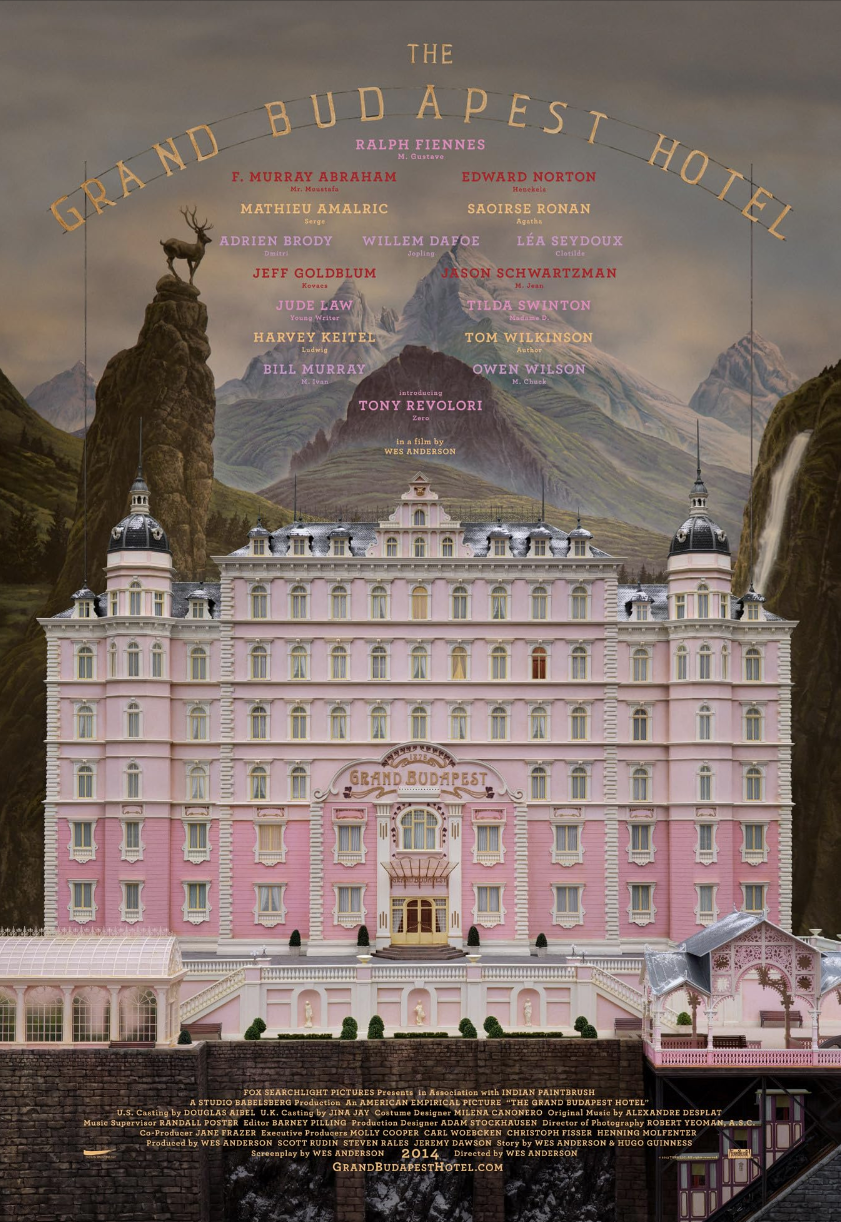 THE
GRAND BUDAPEST HOTEL
RALPH FIENNES
M. Gustave
F. MURRAY ABRAHAM EDWARD NORTON
Mr. Moustafa Henckels
MATHIEU AMALRIC SAOIRSE RONAN
Serge Agatha
ADRIEN BRODY WILLEM DAFOE LÉA SEYDOUX
Dmitri Jopling Clotilde
JEFF GOLDBLUM JASON SCHWARTZMAN
Kovacs M. Jean
JUDE LAW TILDA SWINTON
Young Writer Madame D.
HARVEY KEITEL TOM WILKINSON
Ludwig Author
BILL MURRAY OWEN WILSON
M. Ivan M. Chuck
introducing
TONY REVOLORI
Zero
in a film by
WES ANDERSON
GRAND BUDAPEST
GRAND BUDAPEST
FOX SEARCHLIGHT PICTURES Presents in Association with INDIAN PAINTBRUSH
A STUDIO BABELSBERG Production An AMERICAN EMPIRICAL PICTURE "THE GRAND BUDAPEST HOTEL"
U.S. Casting by DOUGLAS AIBEL U.K. Casting by JINA JAY Costume Designer MILENA CANONERO Original Music by ALEXANDRE DESPLAT
Music Supervisor RANDALL POSTER Editor BARNEY PILLING Production Designer ADAM STOCKHAUSEN Director of Photography ROBERT YEOMAN, A.S.C.
Co-Producer JANE FRAZER Executive Producers MOLLY COOPER CARL WOEBCKEN CHRISTOPH FISSER HENNING MOLFENTER
Produced by WES ANDERSON SCOTT RUDIN STEVEN RALES JEREMY DAWSON Story by WES ANDERSON & HUGO GUINNESS
Screenplay by WES ANDERSON 2014 Directed by WES ANDERSON
GRANDBUDAPESTHOTEL.COM